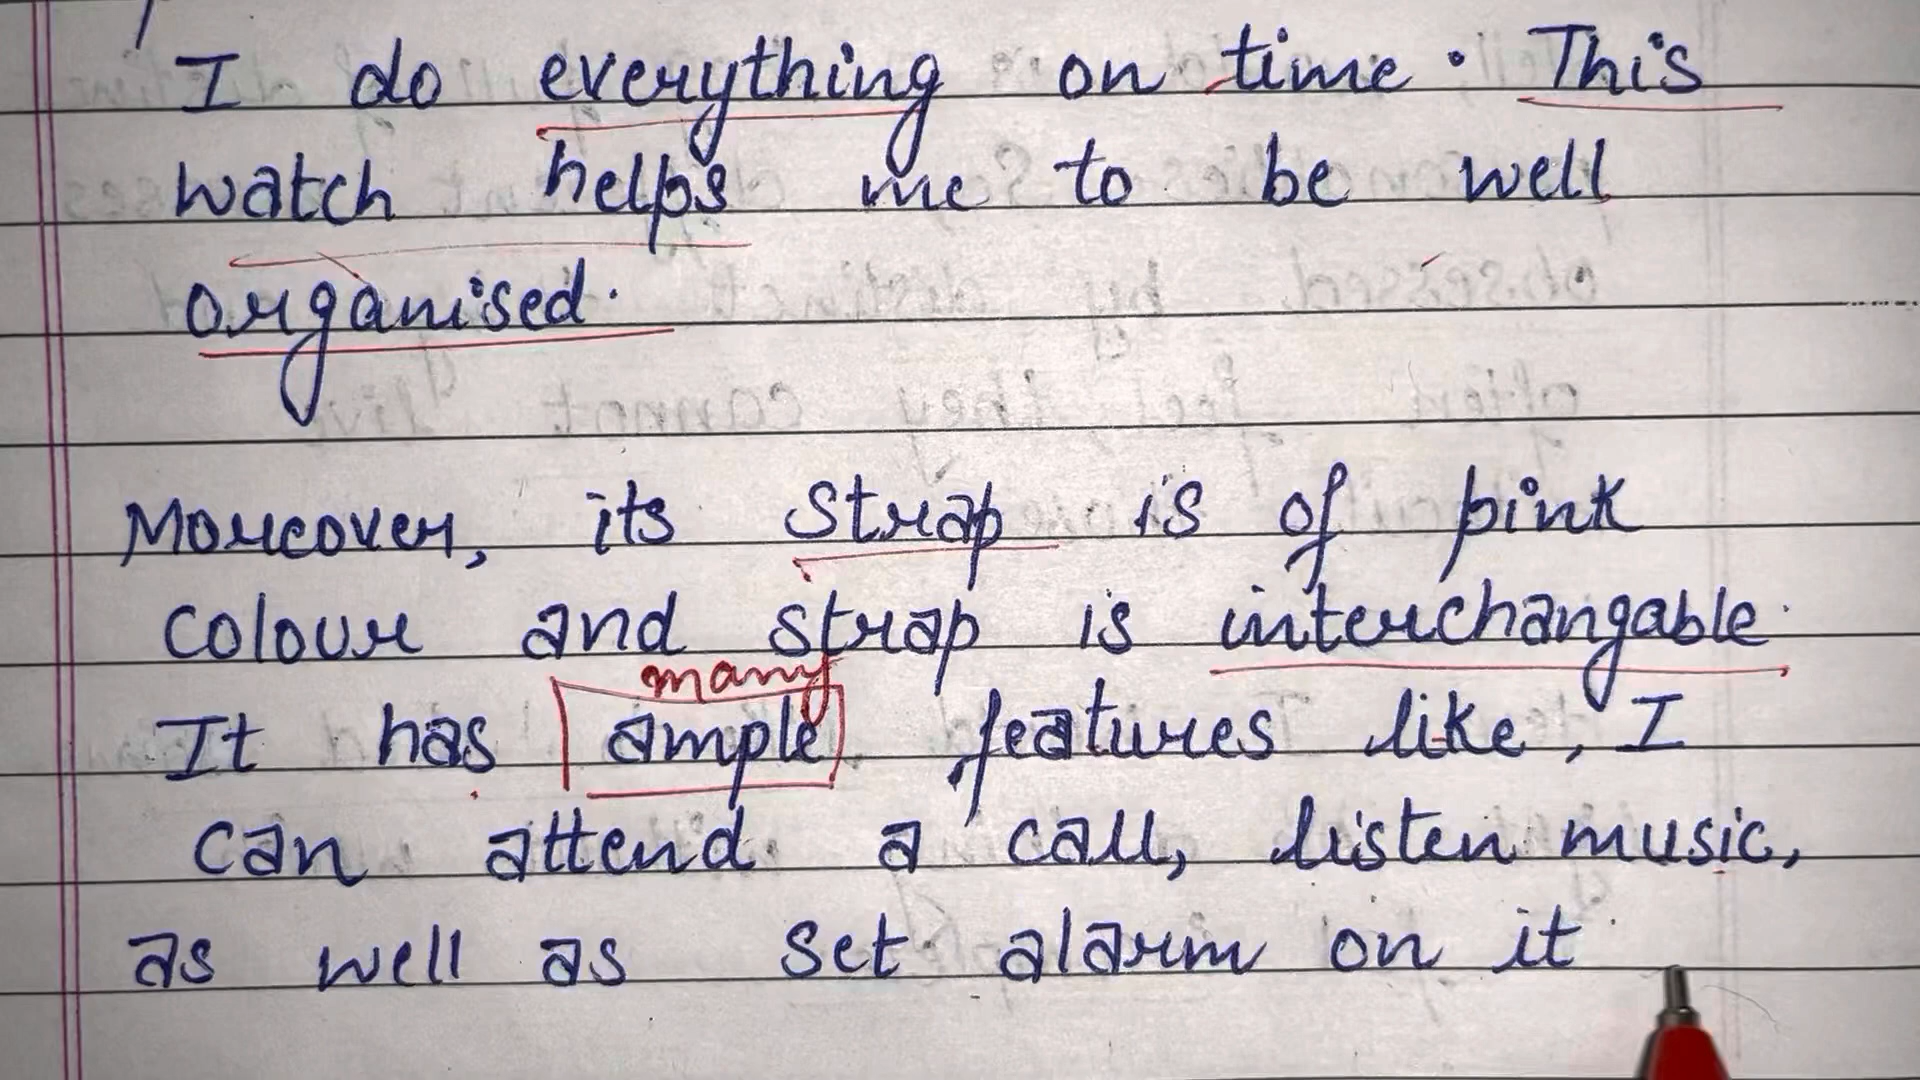 I do everything on time. This
watch helps me to be well
organised.
Moreover, its strap is of pink
colour and strap is interchangable.
many
It has ample features like, I
can attend a call, listen music,
as well as set alarm on it.